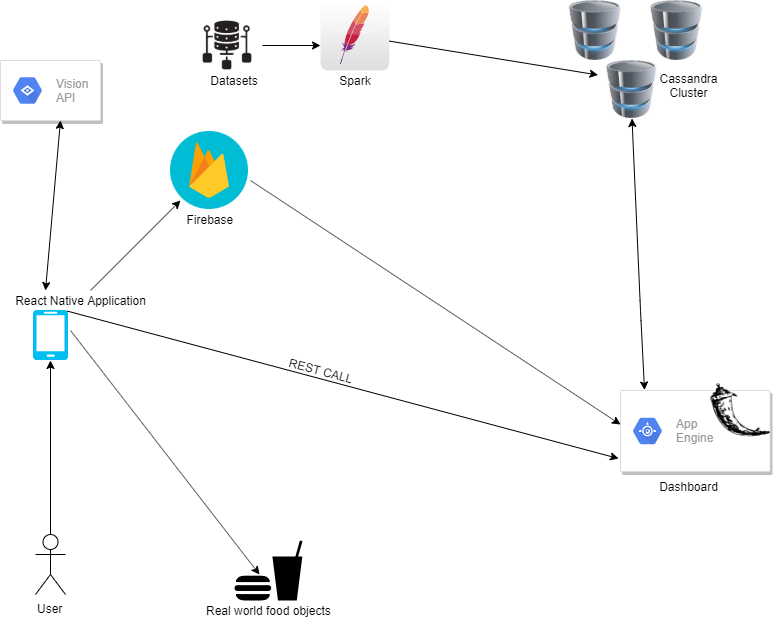 Datasets
Spark
Cassandra
Cluster
Vision
API
Firebase
React Native Application
REST CALL
App
Engine
Dashboard
User
Real world food objects